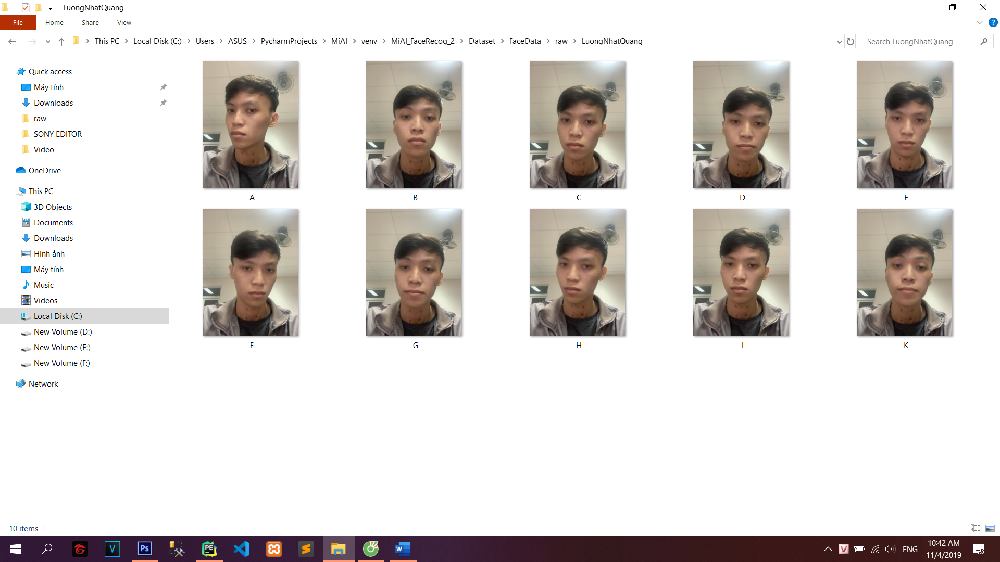 LuongNhatQuang
File Home Share View
This PC Local Disk (C:) Users ASUS PycharmProjects MiAI venv MiAI_FaceRecog_2 Dataset FaceData raw LuongNhatQuang
Search LuongNhatQuang
Quick access
Máy tính
Downloads
raw
SONY EDITOR
Video
OneDrive
This PC
3D Objects
Documents
Downloads
Hình ảnh
Máy tính
Music
Videos
Local Disk (C:)
New Volume (D:)
New Volume (E:)
New Volume (F:)
Network
A B C D E
F G H I K
10 items
V Ps PE W V ENG
10:42 AM
11/4/2019